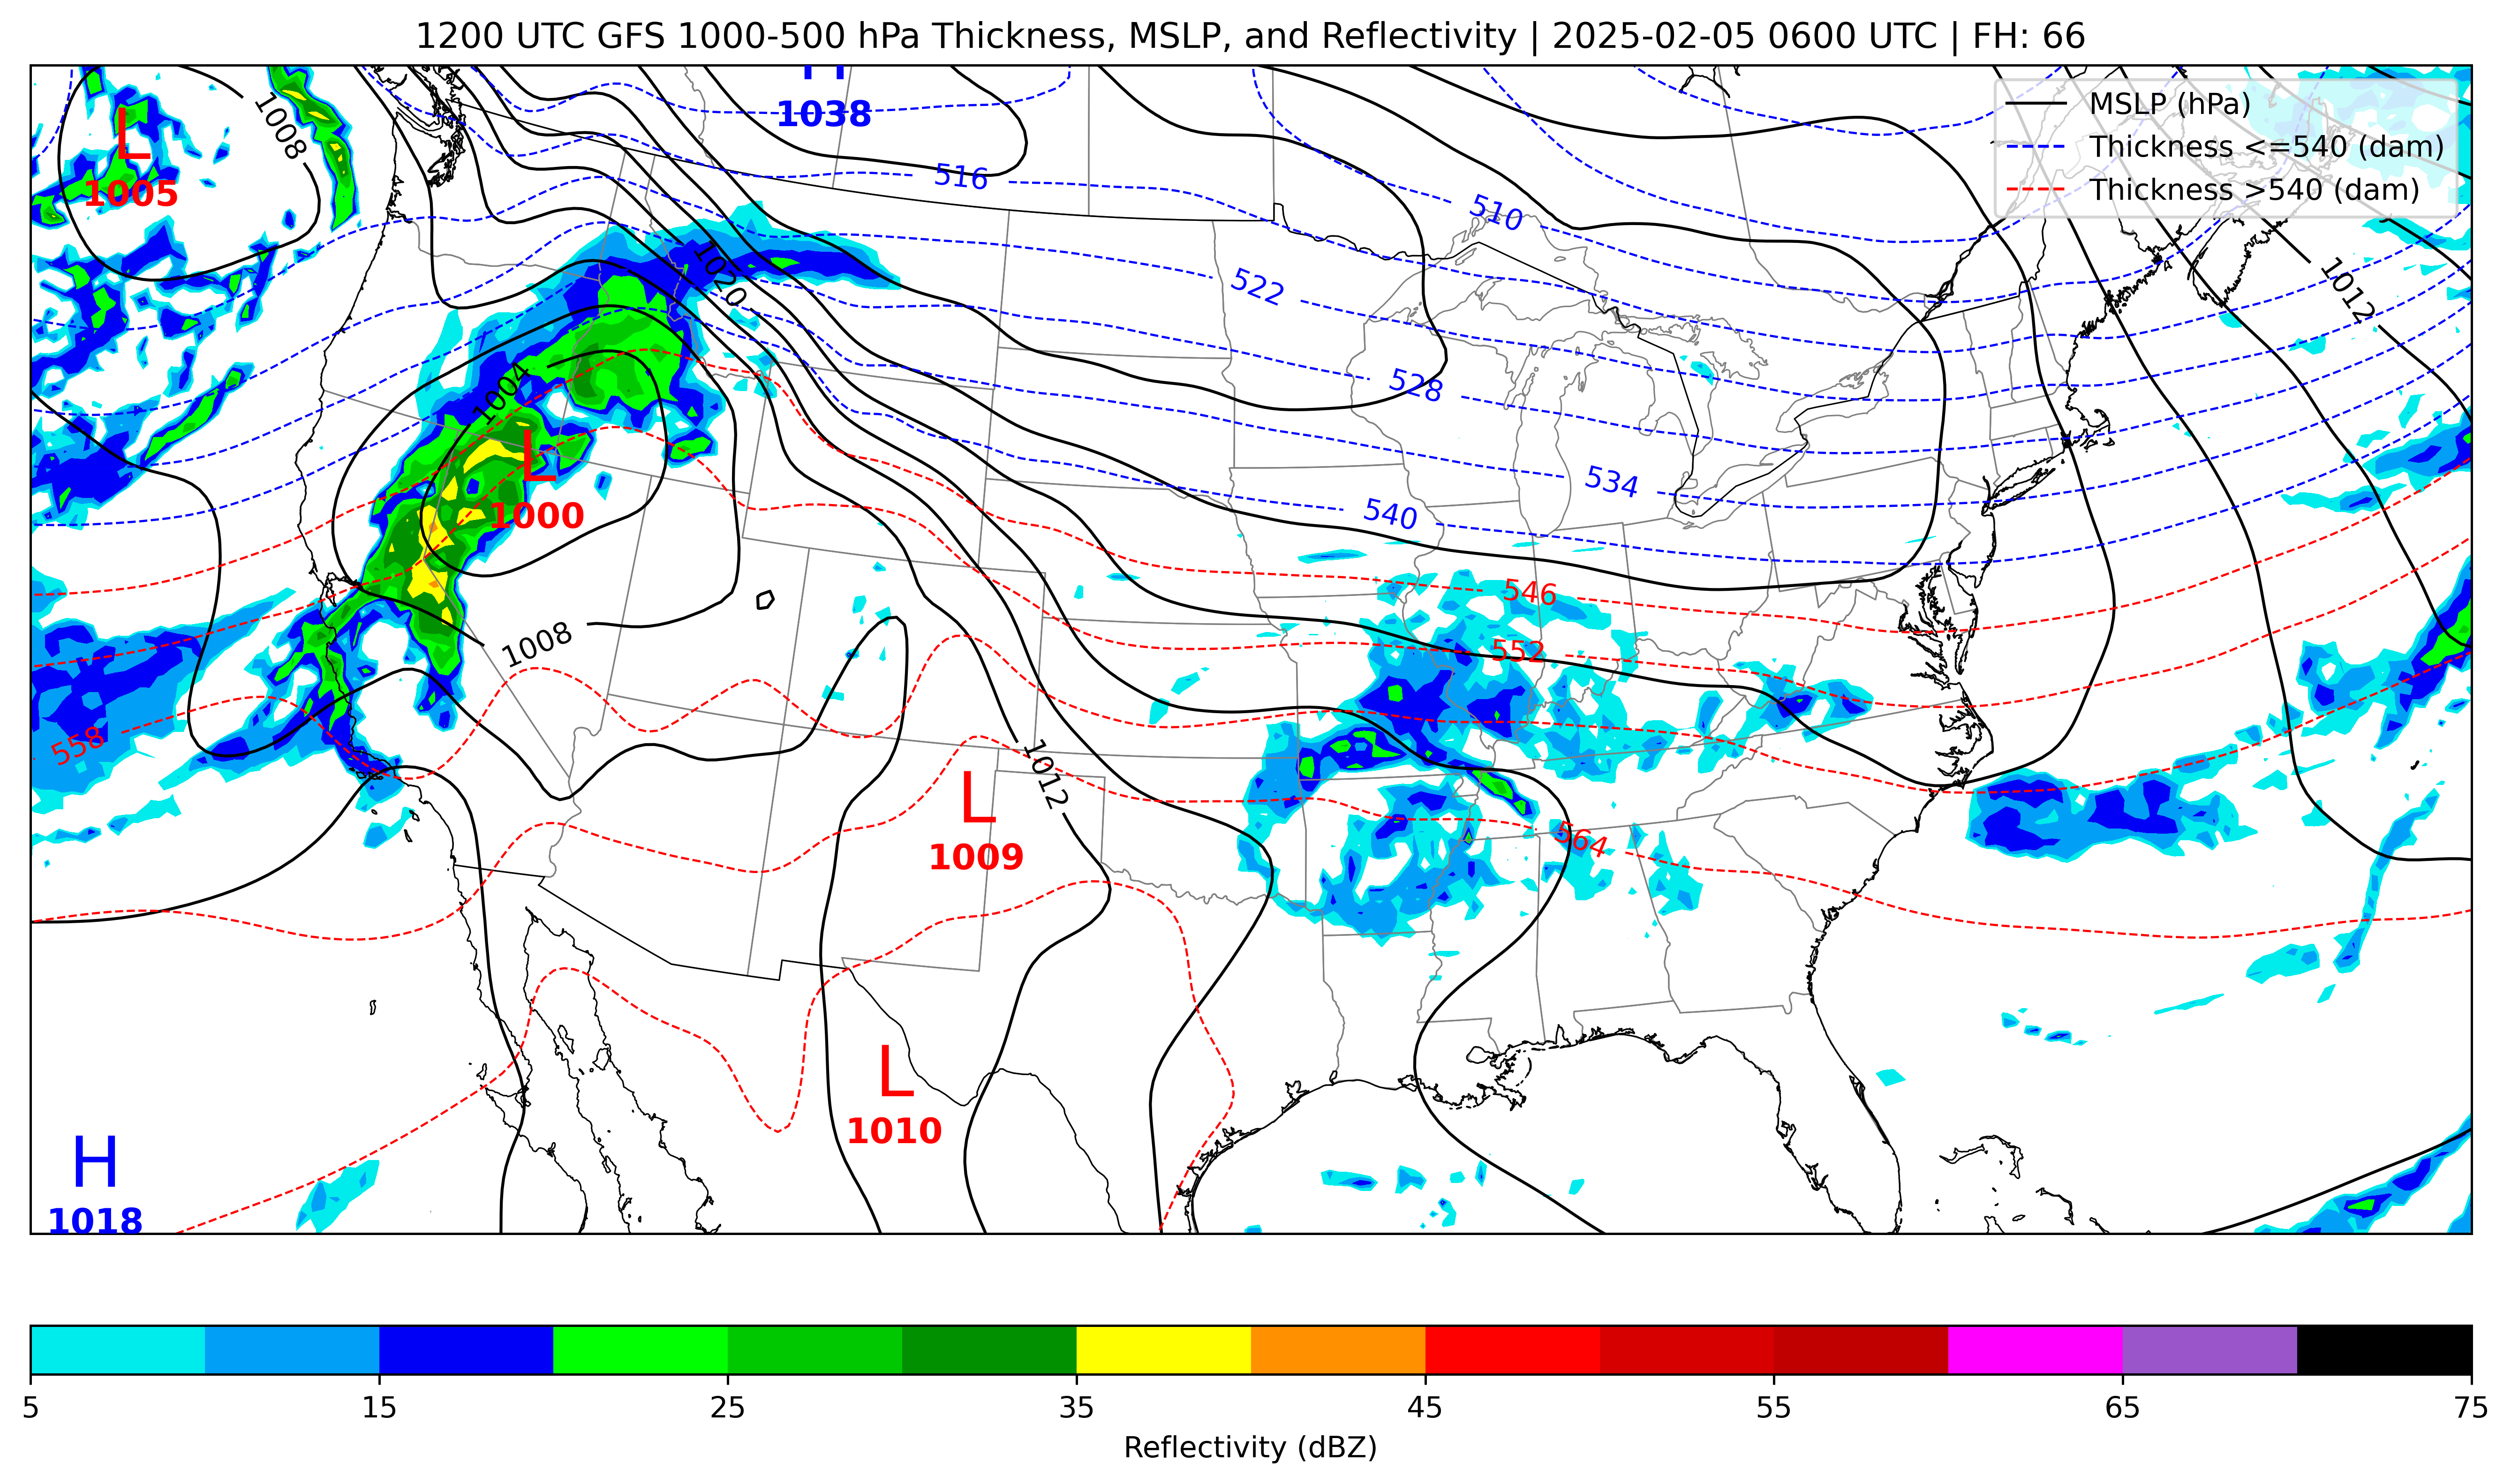 1200 UTC GFS 1000-500 hPa Thickness, MSLP, and Reflectivity | 2025-02-05 0600 UTC | FH: 66
MSLP (hPa)
Thickness <=540 (dam)
Thickness >540 (dam)
H
1038
L
1005
1008
516
510
1020
522
1012
528
1004
L
1000
534
540
546
1008
552
558
1012
L
1009
564
L
1010
H
1018
5 15 25 35 45 55 65 75
Reflectivity (dBZ)